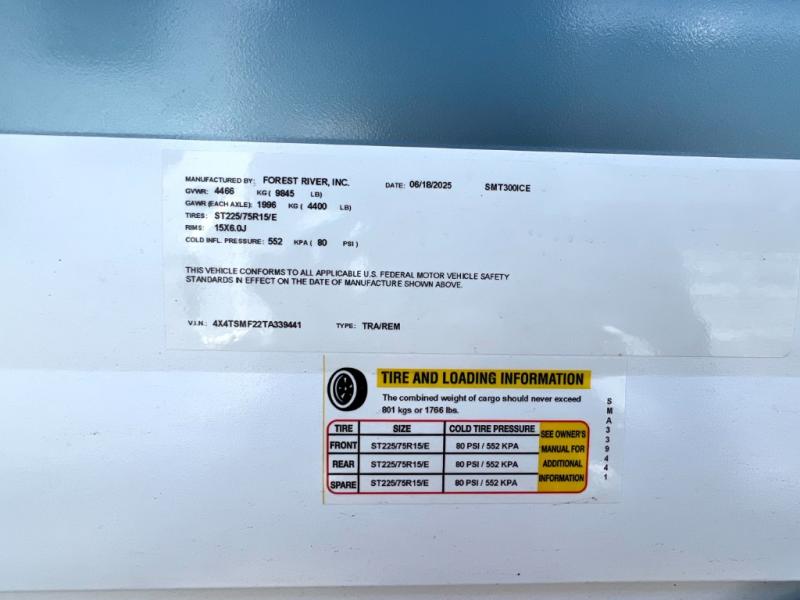 MANUFACTURED BY: FOREST RIVER, INC. DATE: 06/18/2025 SMT300ICE
GVWR: 4466 KG ( 9845 LB)
GAWR (EACH AXLE): 1996 KG ( 4400 LB)
TIRES: ST225/75R15/E
RIMS: 15X6.0J
COLD INFL. PRESSURE: 552 KPA ( 80 PSI )
THIS VEHICLE CONFORMS TO ALL APPLICABLE U.S. FEDERAL MOTOR VEHICLE SAFETY
STANDARDS IN EFFECT ON THE DATE OF MANUFACTURE SHOWN ABOVE.
V.I.N.: 4X4TSMF22TA339441 TYPE: TRA/REM
TIRE AND LOADING INFORMATION
The combined weight of cargo should never exceed
801 kgs or 1766 lbs.
TIRE SIZE COLD TIRE PRESSURE
FRONT ST225/75R15/E 80 PSI / 552 KPA
REAR ST225/75R15/E 80 PSI / 552 KPA
SPARE ST225/75R15/E 80 PSI / 552 KPA
SEE OWNER'S
MANUAL FOR
ADDITIONAL
INFORMATION
SMA339441